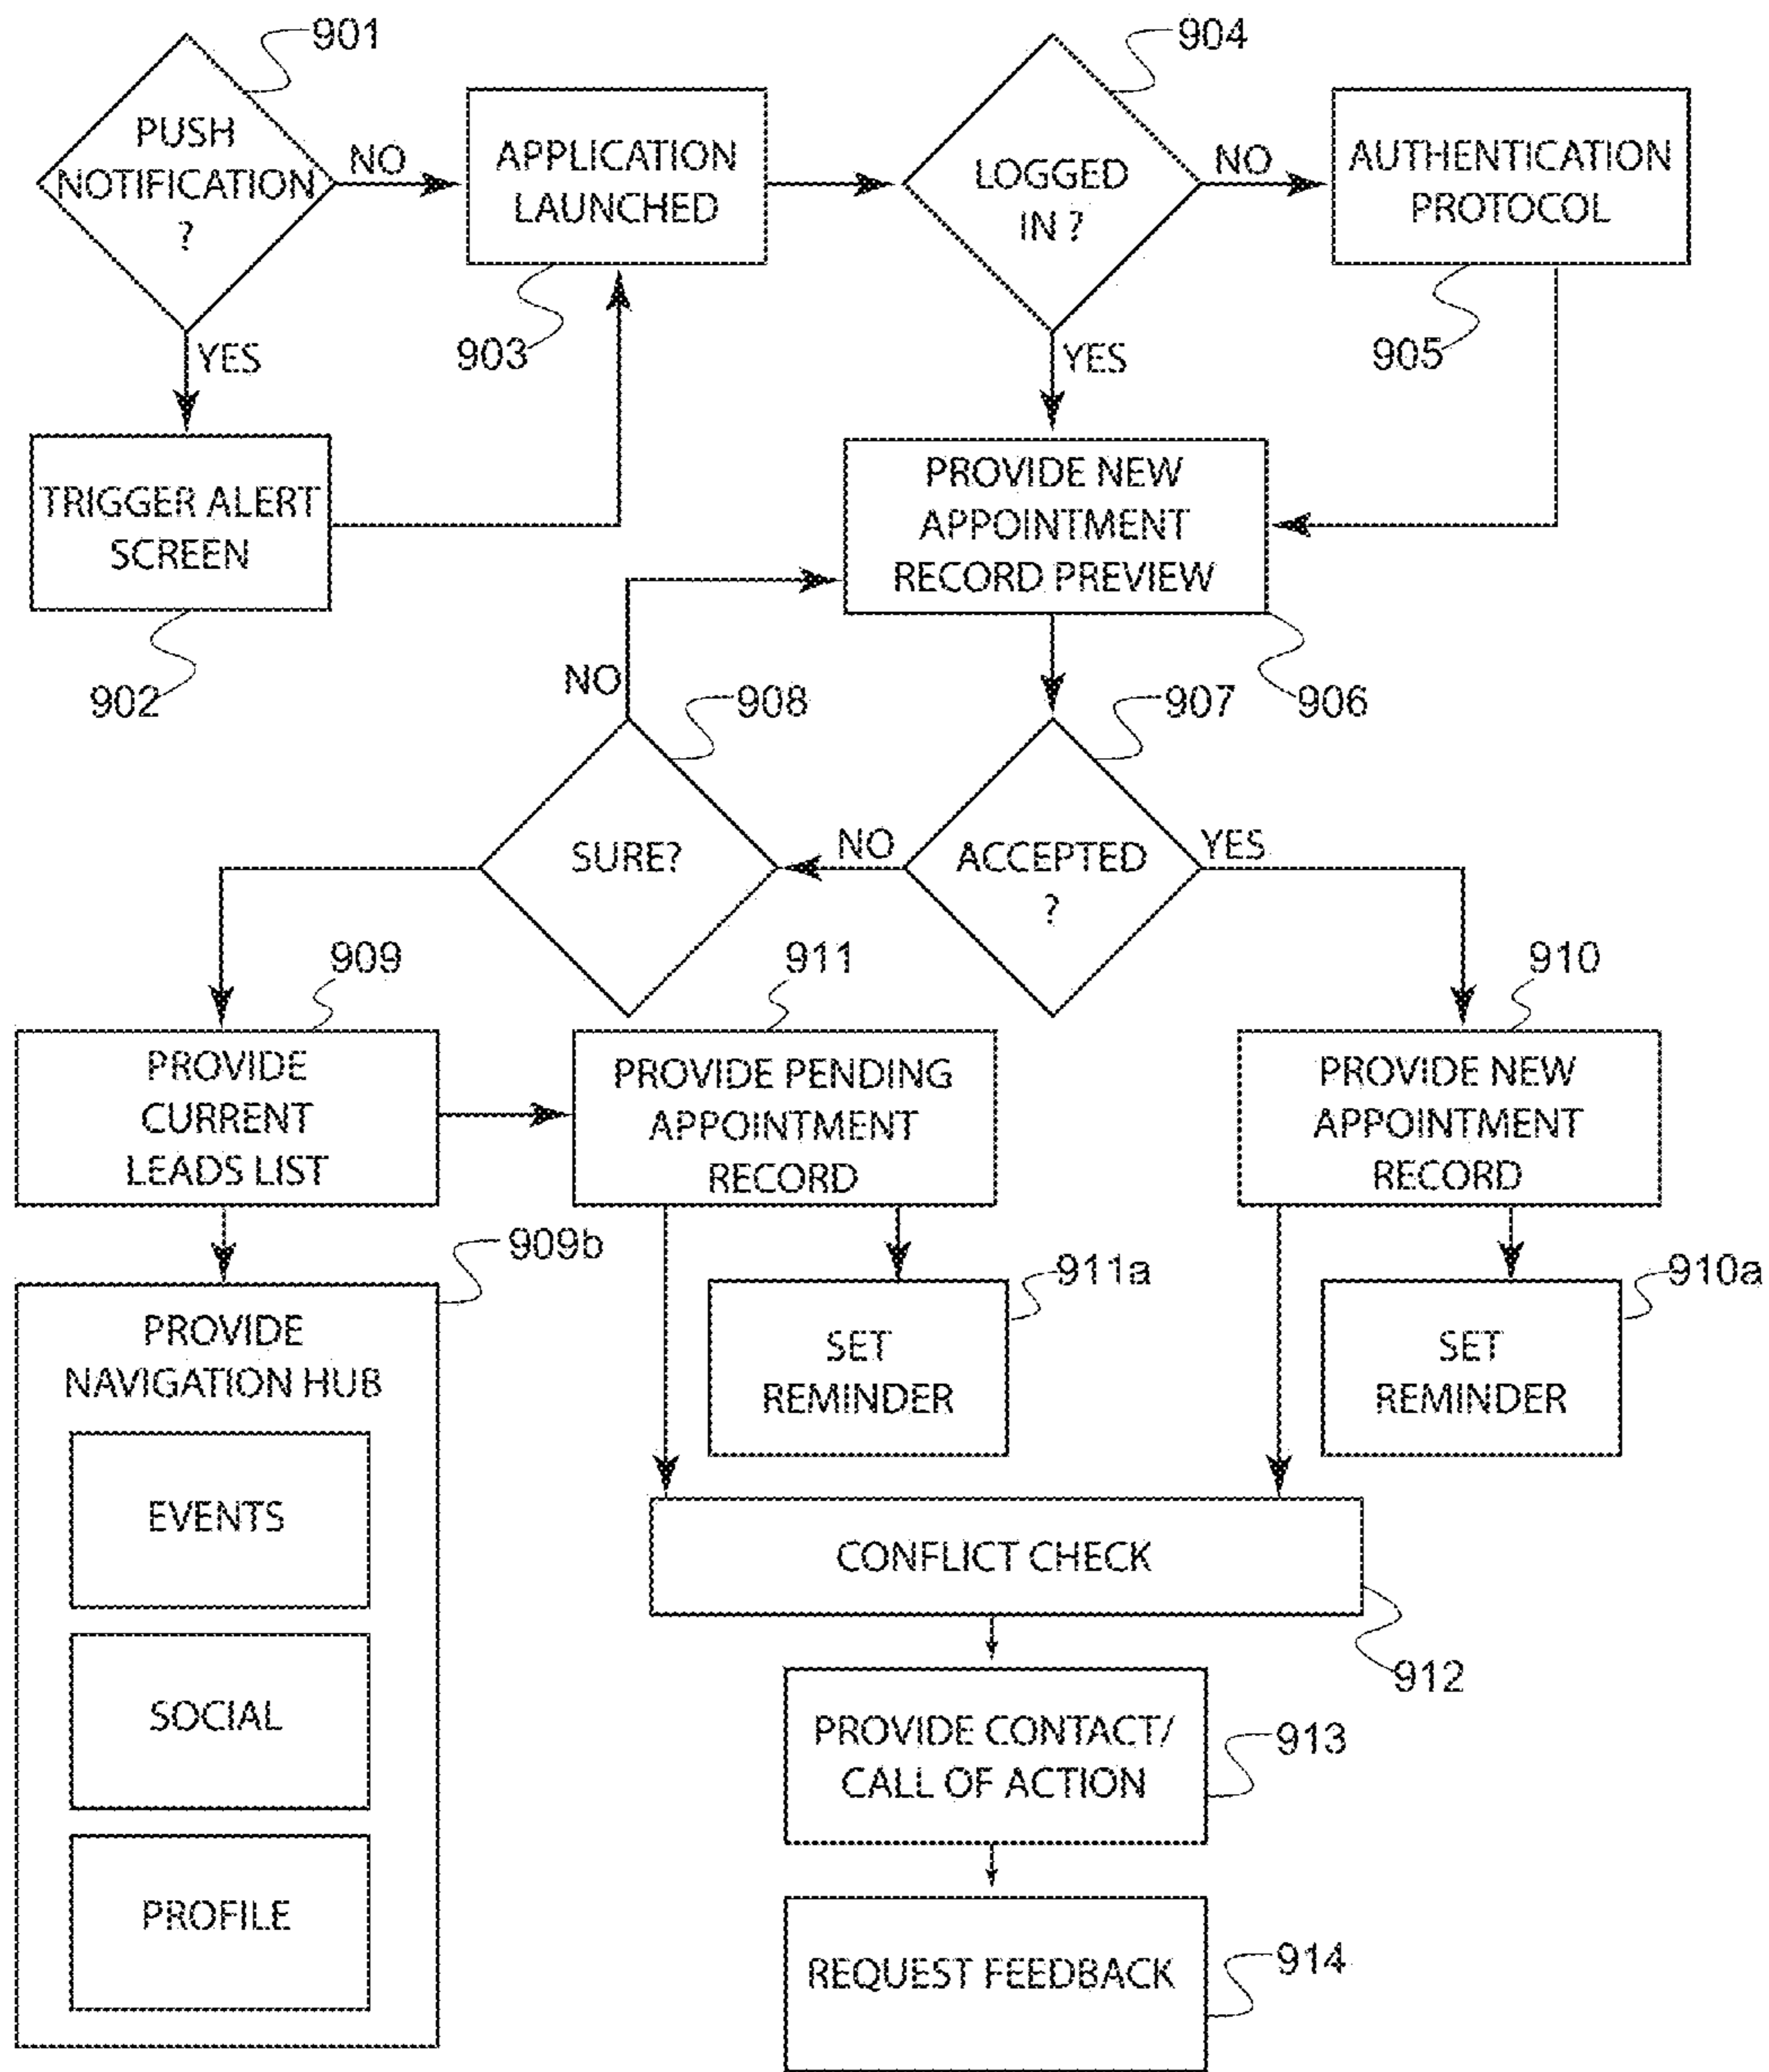 901
PUSH
NOTIFICATION
?
NO
YES
APPLICATION
LAUNCHED
903
904
LOGGED
IN ?
NO
YES
AUTHENTICATION
PROTOCOL
905
TRIGGER ALERT
SCREEN
902
PROVIDE NEW
APPOINTMENT
RECORD PREVIEW
906
NO
908
SURE?
NO
907
ACCEPTED
?
YES
909
PROVIDE
CURRENT
LEADS LIST
911
PROVIDE PENDING
APPOINTMENT
RECORD
910
PROVIDE NEW
APPOINTMENT
RECORD
909b
PROVIDE
NAVIGATION HUB
EVENTS
SOCIAL
PROFILE
911a
SET
REMINDER
910a
SET
REMINDER
CONFLICT CHECK
912
PROVIDE CONTACT/
CALL OF ACTION
913
REQUEST FEEDBACK
914